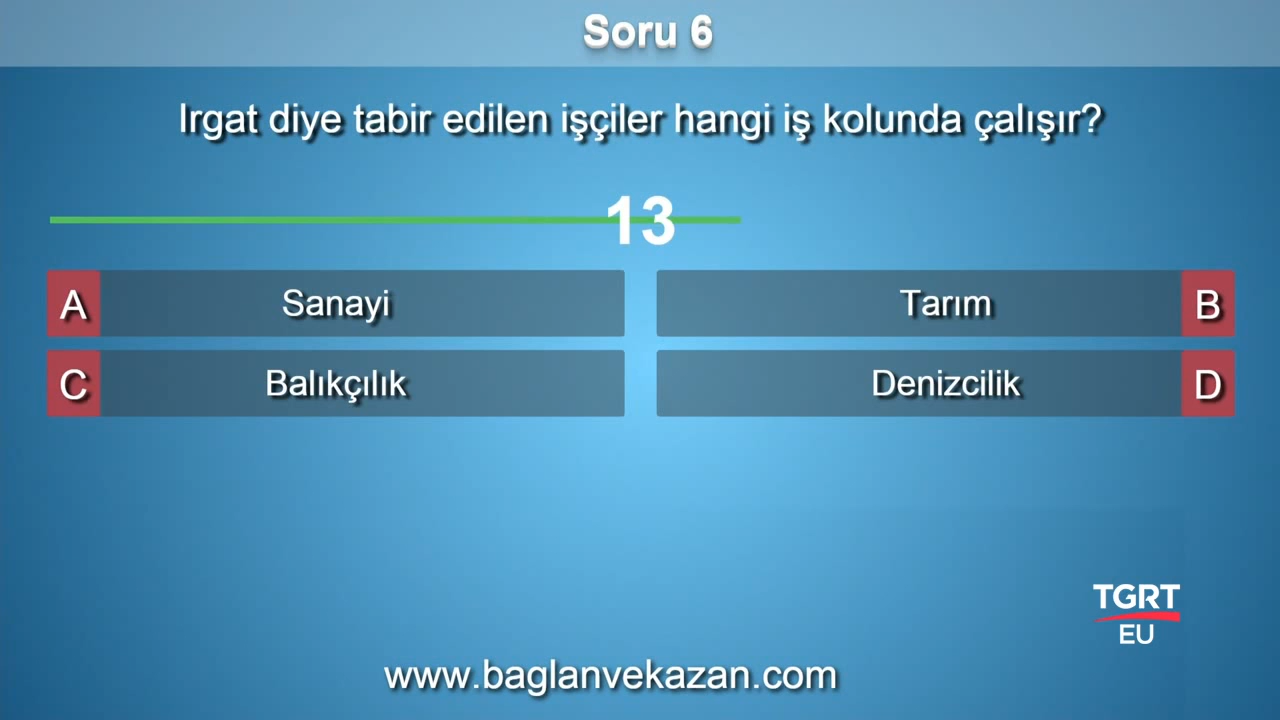 Soru 6
Irgat diye tabir edilen işçiler hangi iş kolunda çalışır?
13
A Sanayi
Tarım B
C Balıkçılık
Denizcilik D
TGRT
EU
www.baglanvekazan.com